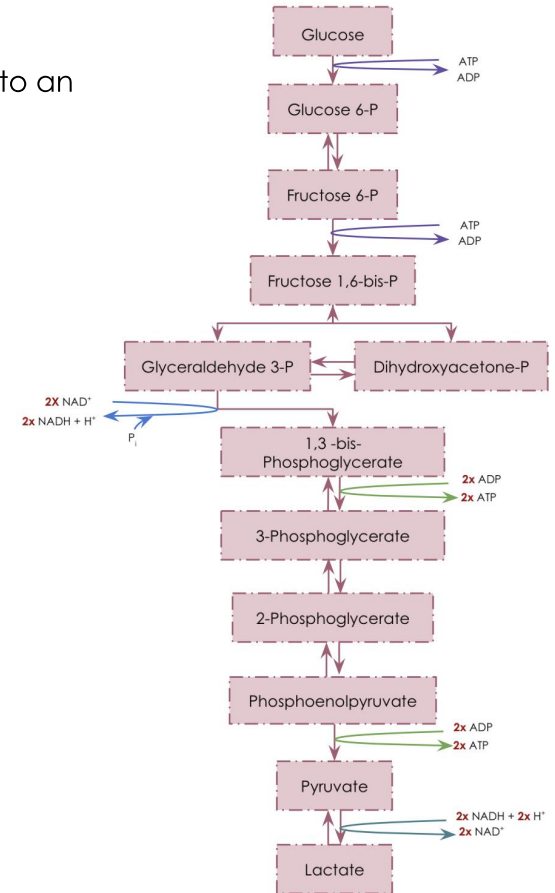 Glucose
ATP
to an
ADP
Glucose 6-P
Fructose 6-P
ATP
ADP
Fructose 1,6-bis-P
Glyceraldehyde 3-P
Dihydroxyacetone-P
2X NAD⁺
2x NADH + H⁺
Pᵢ
1,3 -bis-
Phosphoglycerate
2x ADP
2x ATP
3-Phosphoglycerate
2-Phosphoglycerate
Phosphoenolpyruvate
2x ADP
2x ATP
Pyruvate
2x NADH + 2x H⁺
2x NAD⁺
Lactate